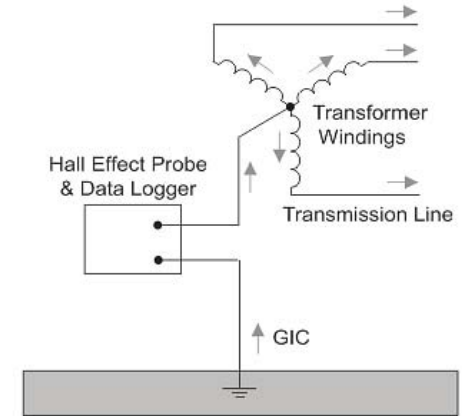 Transformer
Windings
Hall Effect Probe
& Data Logger
Transmission Line
GIC